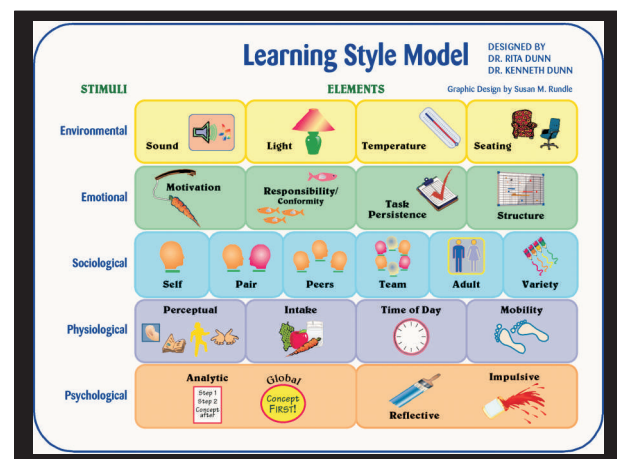 Learning Style Model
DESIGNED BY
DR. RITA DUNN
DR. KENNETH DUNN
STIMULI
ELEMENTS
Graphic Design by Susan M. Rundle
Environmental
Sound
Light
Temperature
Seating
Emotional
Motivation
Responsibility/
Conformity
Task
Persistence
Structure
Sociological
Self
Pair
Peers
Team
Adult
Variety
Physiological
Perceptual
Intake
Time of Day
Mobility
Psychological
Analytic
Step 1
Step 2
Concept
after
Global
Concept
FIRST!
Reflective
Impulsive